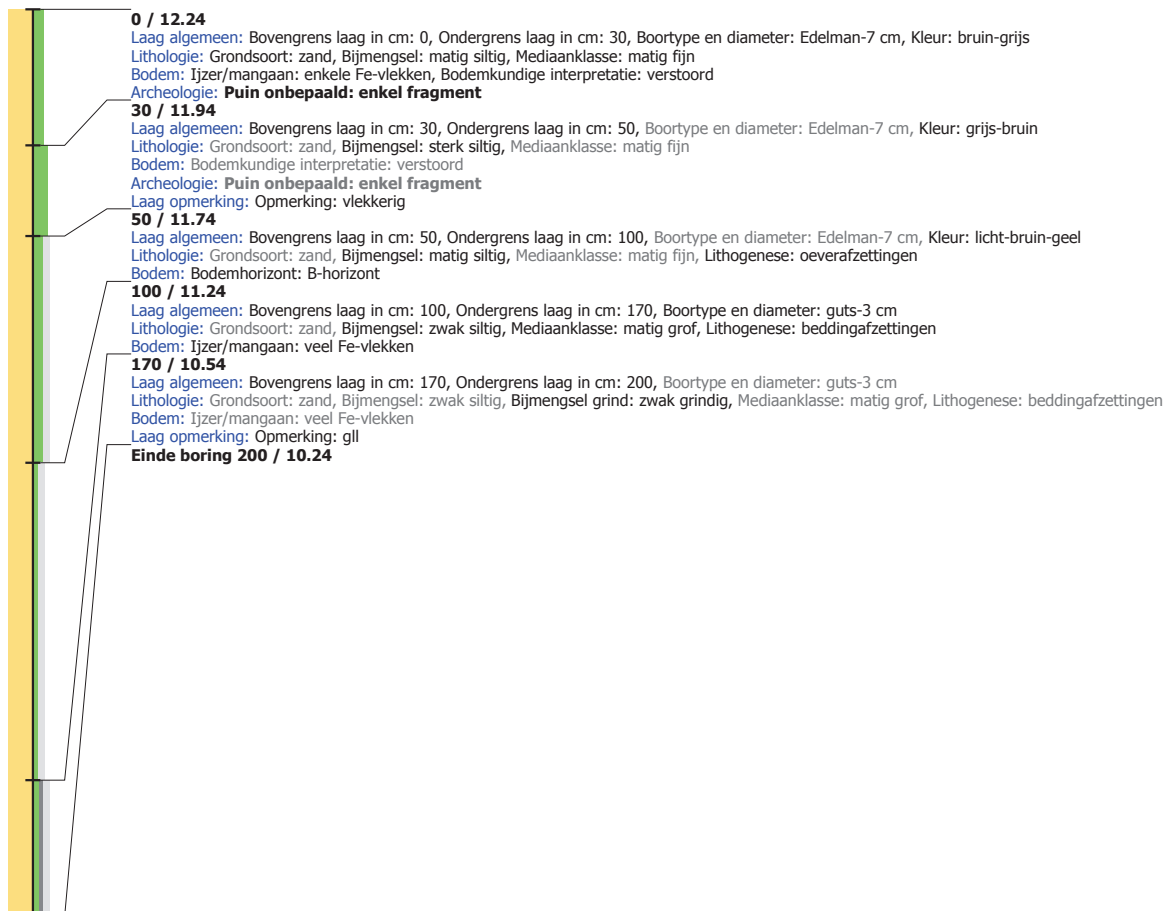 0 / 12.24
Laag algemeen: Bovengrens laag in cm: 0, Ondergrens laag in cm: 30, Boortype en diameter: Edelman-7 cm, Kleur: bruin-grijs
Lithologie: Grondsoort: zand, Bijmengsel: matig siltig, Mediaanklasse: matig fijn
Bodem: Ijzer/mangaan: enkele Fe-vlekken, Bodemkundige interpretatie: verstoord
Archeologie: Puin onbepaald: enkel fragment
30 / 11.94
Laag algemeen: Bovengrens laag in cm: 30, Ondergrens laag in cm: 50, Boortype en diameter: Edelman-7 cm, Kleur: grijs-bruin
Lithologie: Grondsoort: zand, Bijmengsel: sterk siltig, Mediaanklasse: matig fijn
Bodem: Bodemkundige interpretatie: verstoord
Archeologie: Puin onbepaald: enkel fragment
Laag opmerking: Opmerking: vlekkerig
50 / 11.74
Laag algemeen: Bovengrens laag in cm: 50, Ondergrens laag in cm: 100, Boortype en diameter: Edelman-7 cm, Kleur: licht-bruin-geel
Lithologie: Grondsoort: zand, Bijmengsel: matig siltig, Mediaanklasse: matig fijn, Lithogenese: oeverafzettingen
Bodem: Bodemhorizont: B-horizont
100 / 11.24
Laag algemeen: Bovengrens laag in cm: 100, Ondergrens laag in cm: 170, Boortype en diameter: guts-3 cm
Lithologie: Grondsoort: zand, Bijmengsel: zwak siltig, Mediaanklasse: matig grof, Lithogenese: beddingafzettingen
Bodem: Ijzer/mangaan: veel Fe-vlekken
170 / 10.54
Laag algemeen: Bovengrens laag in cm: 170, Ondergrens laag in cm: 200, Boortype en diameter: guts-3 cm
Lithologie: Grondsoort: zand, Bijmengsel: zwak siltig, Bijmengsel grind: zwak grindig, Mediaanklasse: matig grof, Lithogenese: beddingafzettingen
Bodem: Ijzer/mangaan: veel Fe-vlekken
Laag opmerking: Opmerking: gll
Einde boring 200 / 10.24